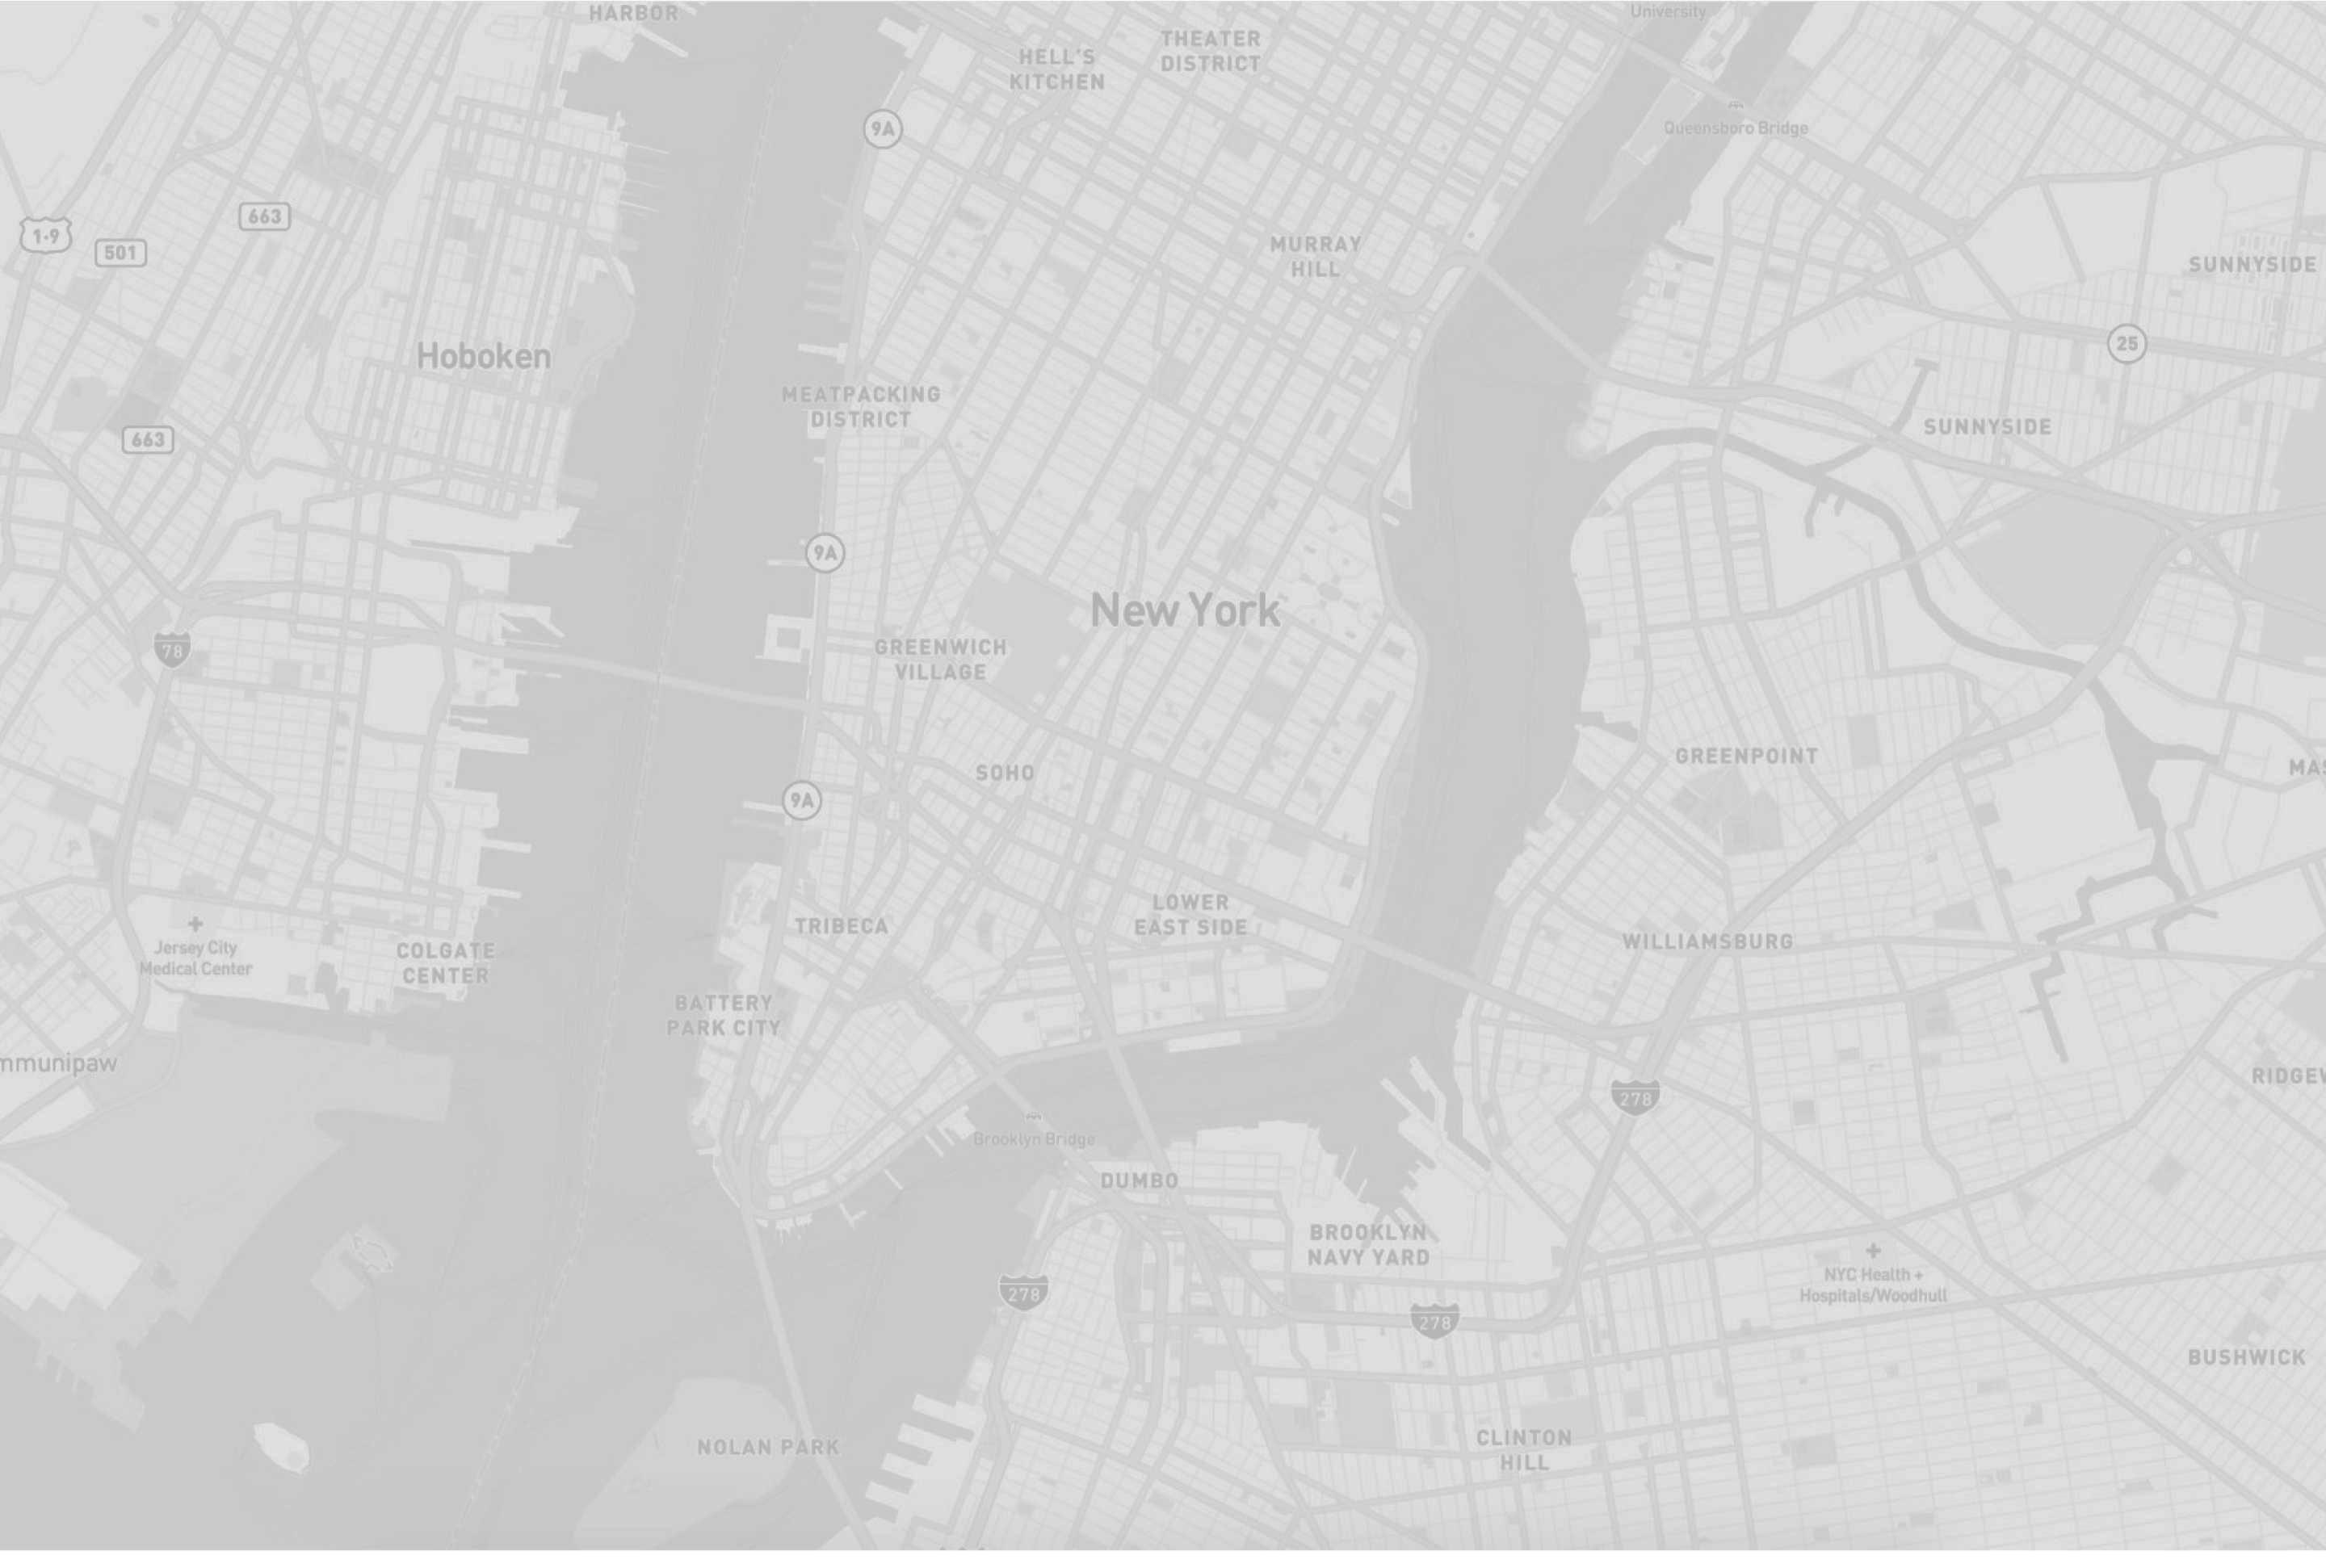 HARBOR
University
THEATER
DISTRICT
HELL'S
KITCHEN
9A
Queensboro Bridge
663
1·9
501
MURRAY
HILL
SUNNYSIDE
25
Hoboken
MEATPACKING
DISTRICT
SUNNYSIDE
663
9A
New York
78
GREENWICH
VILLAGE
GREENPOINT
SOHO
MAS
9A
LOWER
EAST SIDE
TRIBECA
WILLIAMSBURG
Jersey City
Medical Center
COLGATE
CENTER
BATTERY
PARK CITY
mmunipaw
RIDGEW
278
Brooklyn Bridge
DUMBO
BROOKLYN
NAVY YARD
NYC Health +
Hospitals/Woodhull
278
278
BUSHWICK
CLINTON
HILL
NOLAN PARK